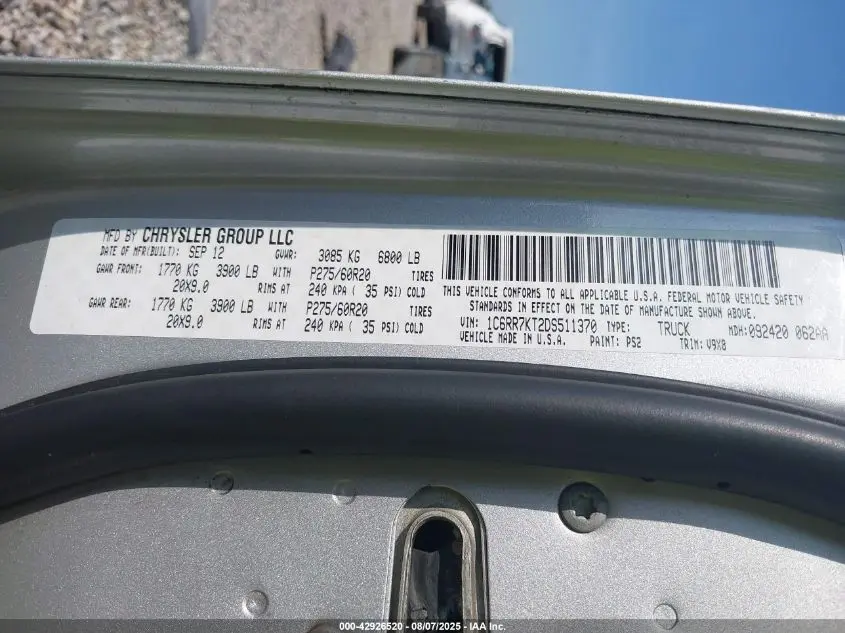 MFD BY CHRYSLER GROUP LLC
DATE OF MFR(BUILT): SEP 12 GVWR: 3085 KG 6800 LB
GAWR FRONT: 1770 KG 3900 LB WITH P275/60R20 TIRES
20X9.0 RIMS AT 240 KPA ( 35 PSI) COLD
GAWR REAR: 1770 KG 3900 LB WITH P275/60R20 TIRES
20X9.0 RIMS AT 240 KPA ( 35 PSI) COLD
THIS VEHICLE CONFORMS TO ALL APPLICABLE U.S.A. FEDERAL MOTOR VEHICLE SAFETY
STANDARDS IN EFFECT ON THE DATE OF MANUFACTURE SHOWN ABOVE.
VIN: 1C6RR7KT2DS511370 TYPE: TRUCK MDH:092420 062AA
VEHICLE MADE IN U.S.A. PAINT: PS2 TRIM: V9X8
000-42926520 - 08/07/2025 - IAAI.COM